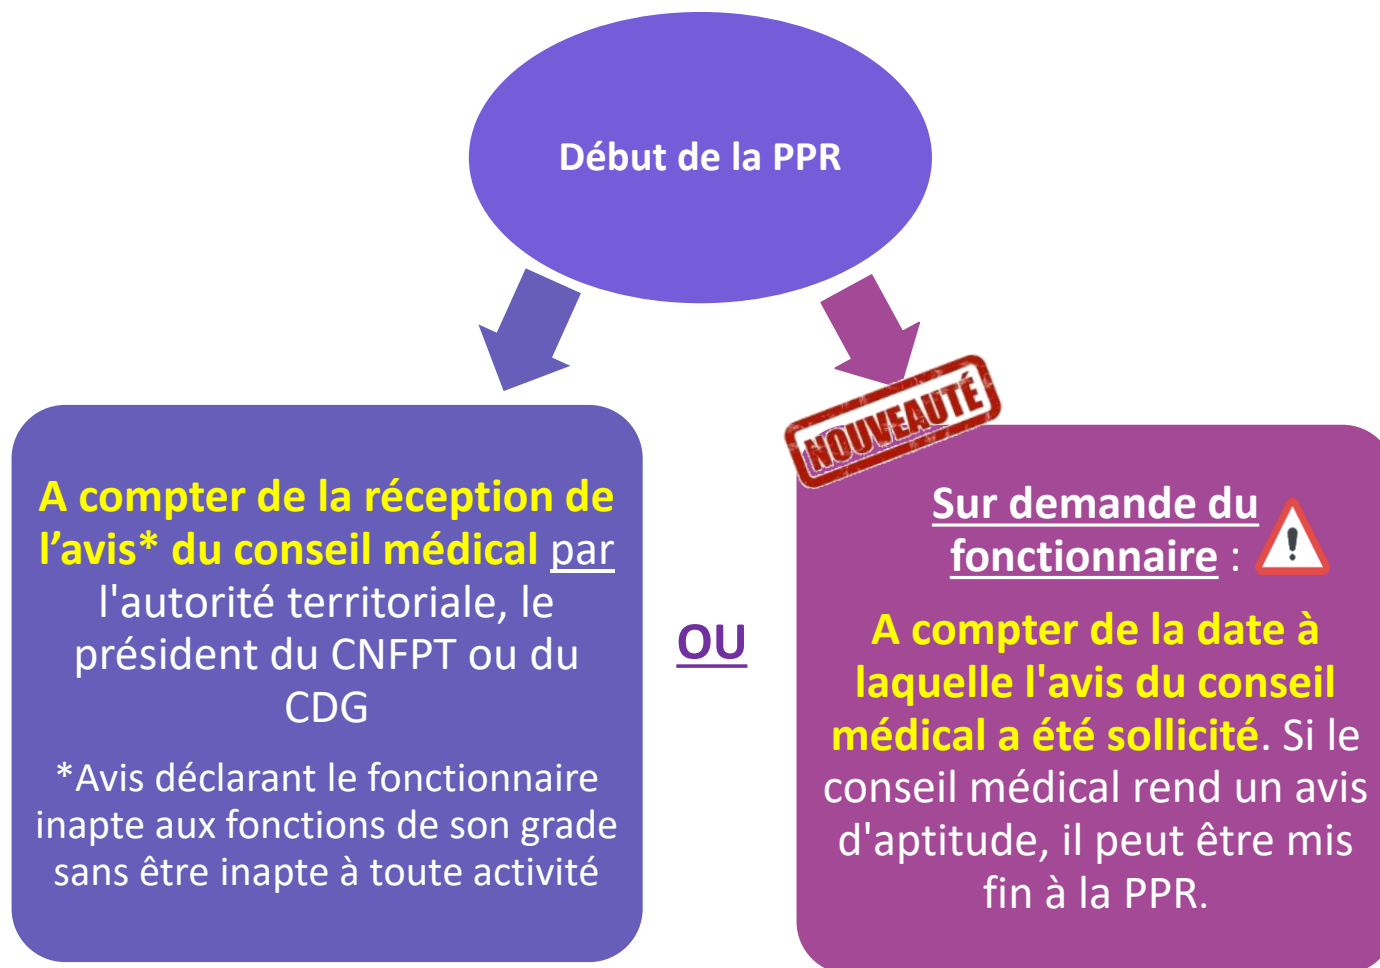 Début de la PPR
A compter de la réception de
l’avis* du conseil médical par
l'autorité territoriale, le
président du CNFPT ou du
CDG
*Avis déclarant le fonctionnaire
inapte aux fonctions de son grade
sans être inapte à toute activité
OU
NOUVEAUTÉ
Sur demande du
fonctionnaire :
A compter de la date à
laquelle l'avis du conseil
médical a été sollicité. Si le
conseil médical rend un avis
d'aptitude, il peut être mis
fin à la PPR.